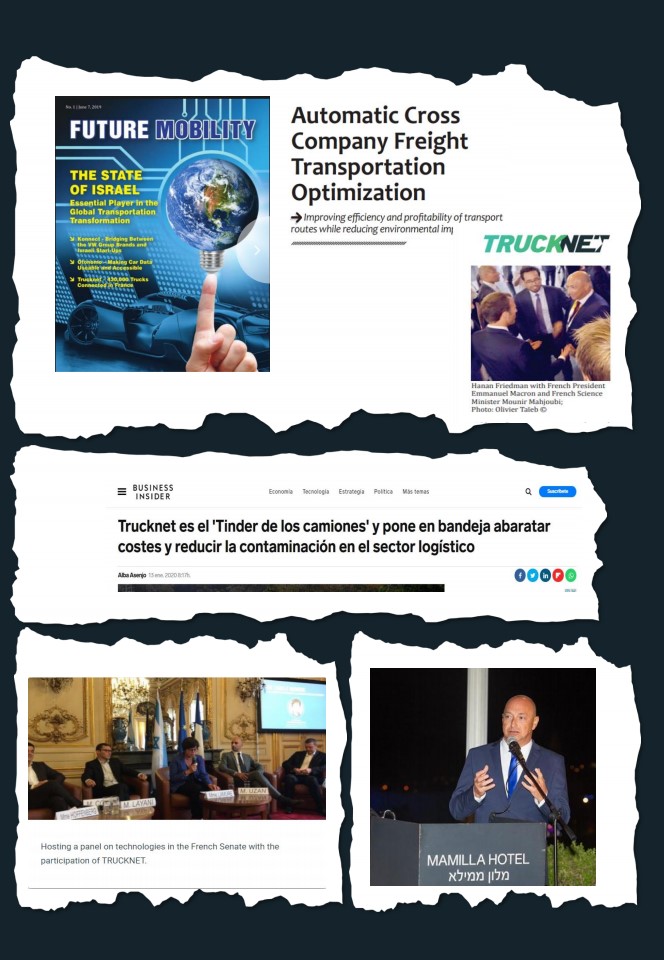 No. 1 | June 7, 2019
FUTURE MOBILITY
THE STATE
OF ISRAEL
Essential Player in the
Global Transportation
Transformation
Konnect - Bridging Between
the VW Group Brands and
Israeli Start-Ups
Otonomo - Making Car Data
Useable and Accessible
Trucknet - 430,000 Trucks
Connected in France
Automatic Cross
Company Freight
Transportation
Optimization
Improving efficiency and profitability of transport
routes while reducing environmental im
TRUCKNET
Hanan Friedman with French President
Emmanuel Macron and French Science
Minister Mounir Mahjoubi;
Photo: Olivier Taleb ©
BUSINESS
INSIDER
Economía Tecnología Estrategia Política Más temas
Suscríbete
Trucknet es el 'Tinder de los camiones' y pone en bandeja abaratar
costes y reducir la contaminación en el sector logístico
Alba Asenjo 13 ene. 2020 8:17h.
M. LAYANI
M. UZAN
Hosting a panel on technologies in the French Senate with the
participation of TRUCKNET.
MAMILLA HOTEL
מלון ממילא